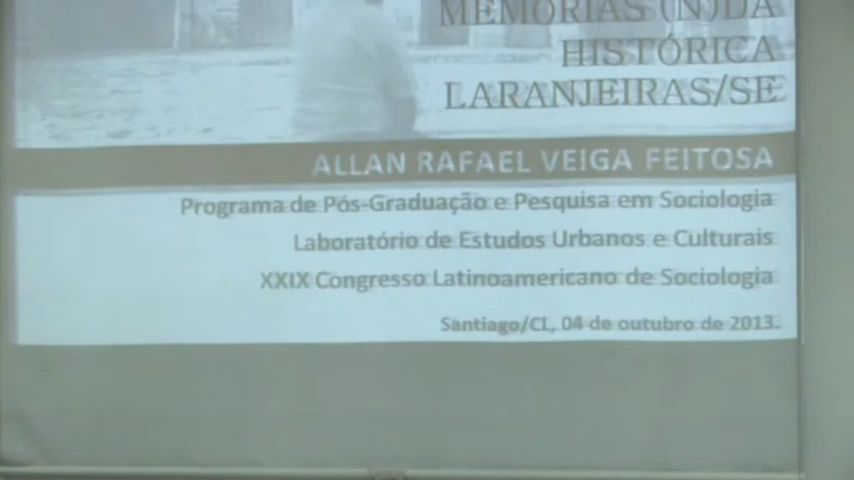 MEMÓRIAS (N)DA
HISTÓRICA
LARANJEIRAS/SE
ALLAN RAFAEL VEIGA FEITOSA
Programa de Pós-Graduação e Pesquisa em Sociologia
Laboratório de Estudos Urbanos e Culturais
XXIX Congresso Latinoamericano de Sociologia
Santiago/CL, 04 de outubro de 2013.